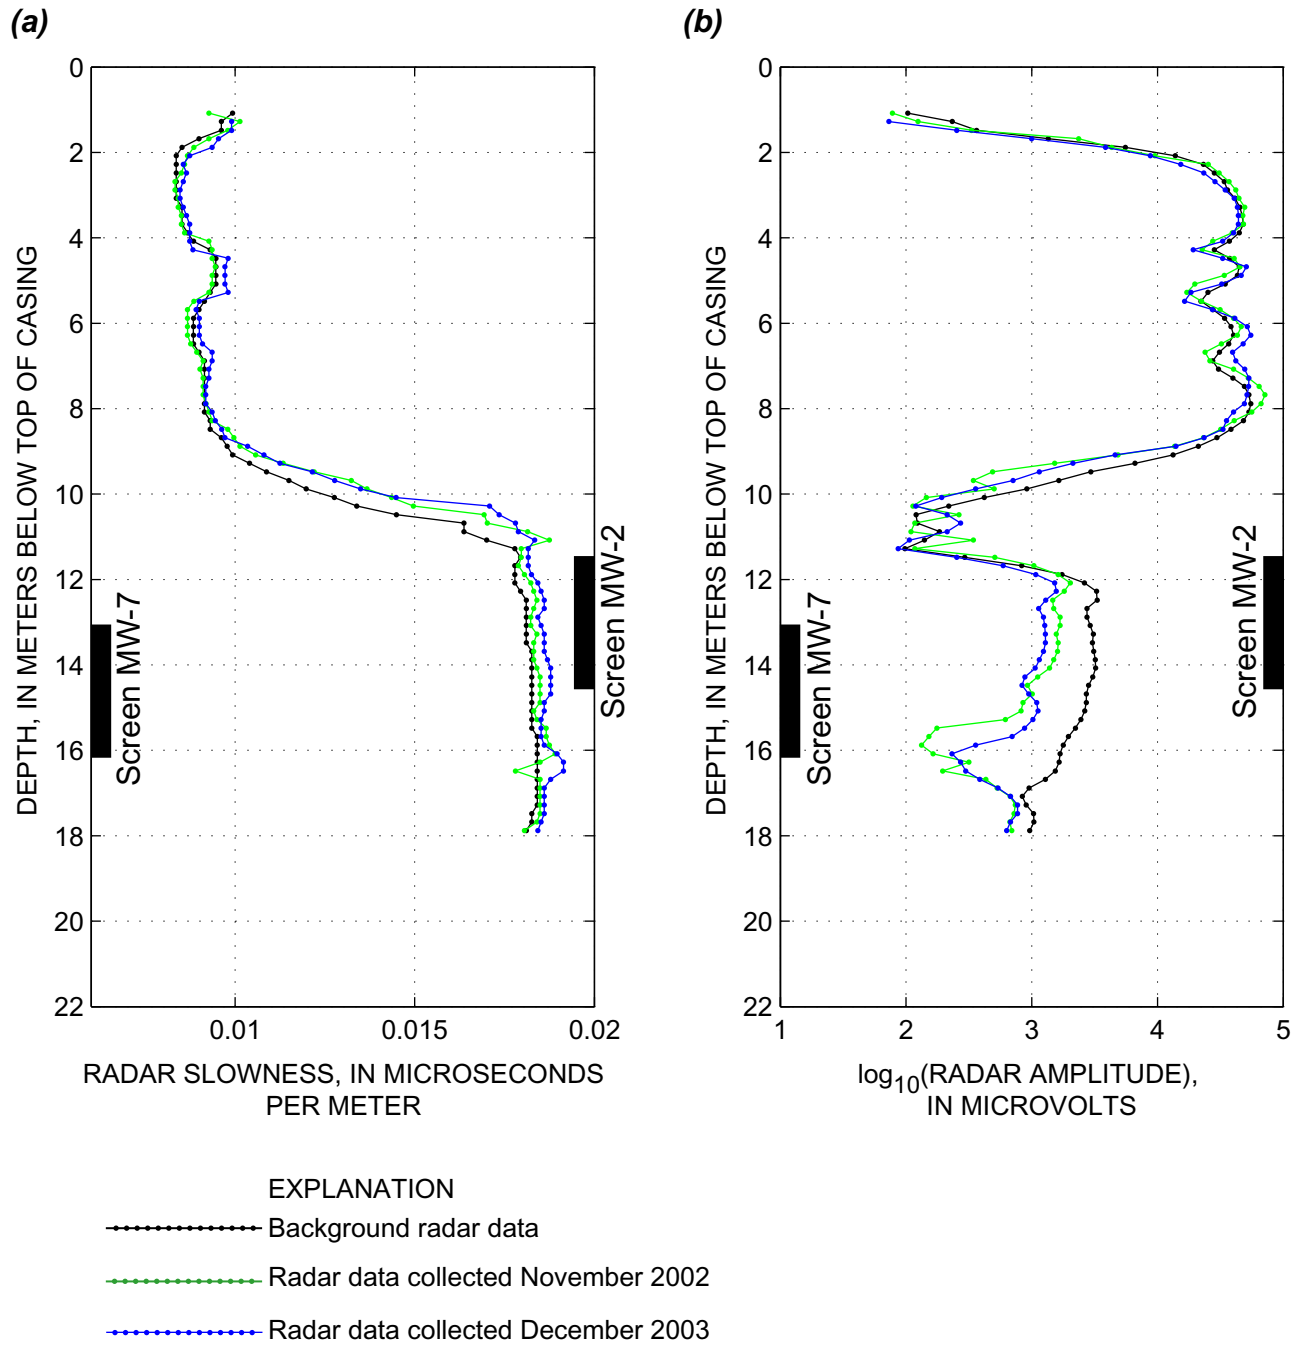 (a)
0
2
4
6
8
10
12
14
16
18
20
22
DEPTH, IN METERS BELOW TOP OF CASING
Screen MW-7
Screen MW-2
0.01 0.015 0.02
RADAR SLOWNESS, IN MICROSECONDS
PER METER
(b)
0
2
4
6
8
10
12
14
16
18
20
22
DEPTH, IN METERS BELOW TOP OF CASING
Screen MW-7
Screen MW-2
1 2 3 4 5
log10(RADAR AMPLITUDE),
IN MICROVOLTS
EXPLANATION
Background radar data
Radar data collected November 2002
Radar data collected December 2003